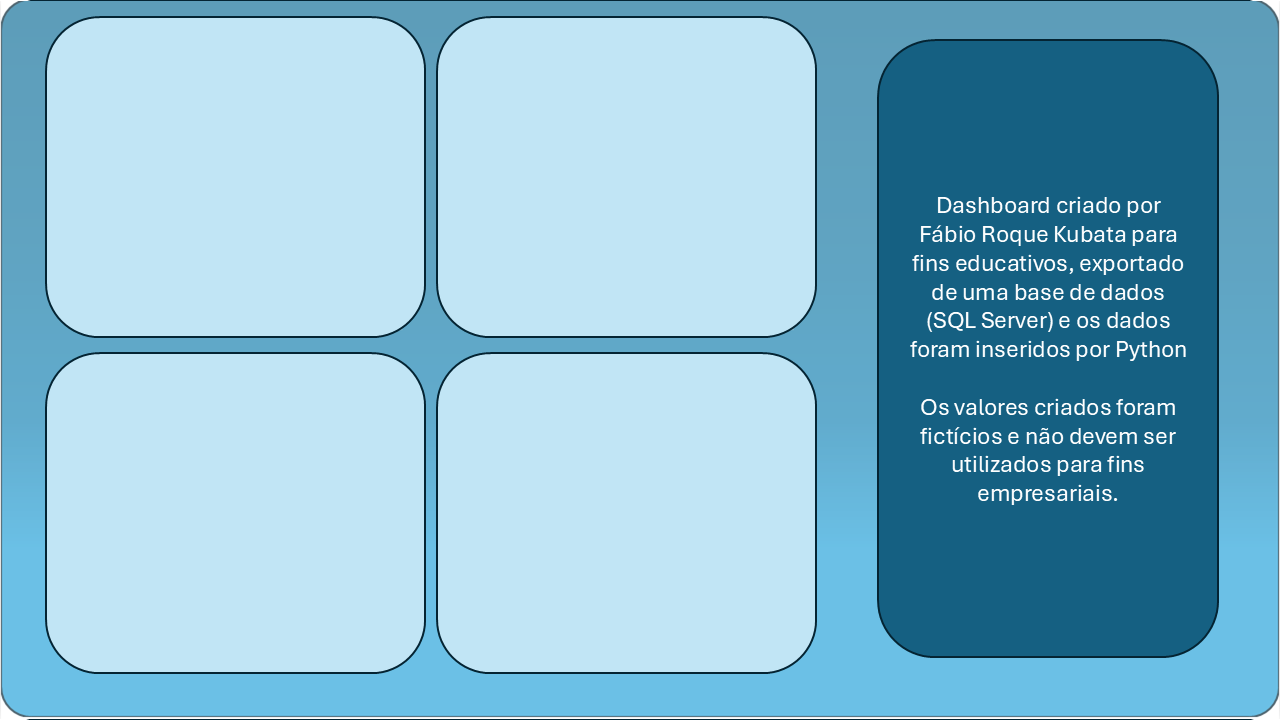 Dashboard criado por
Fábio Roque Kubata para
fins educativos, exportado
de uma base de dados
(SQL Server) e os dados
foram inseridos por Python
Os valores criados foram
fictícios e não devem ser
utilizados para fins
empresariais.